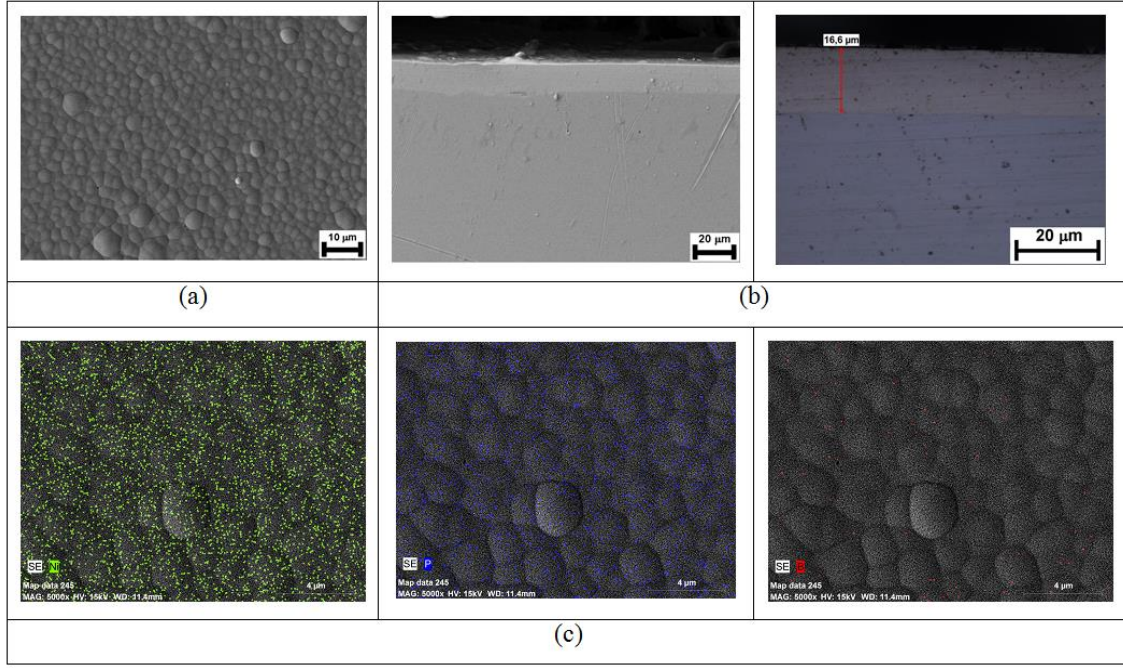 16,6 µm
10 µm
20 µm
20 µm
(a)
(b)
SE Ni
Map data 245
MAG: 5000x HV: 15kV WD: 11.4mm
4 µm
SE P
Map data 245
MAG: 5000x HV: 15kV WD: 11.4mm
4 µm
SE B
Map data 245
MAG: 5000x HV: 15kV WD: 11.4mm
4 µm
(c)